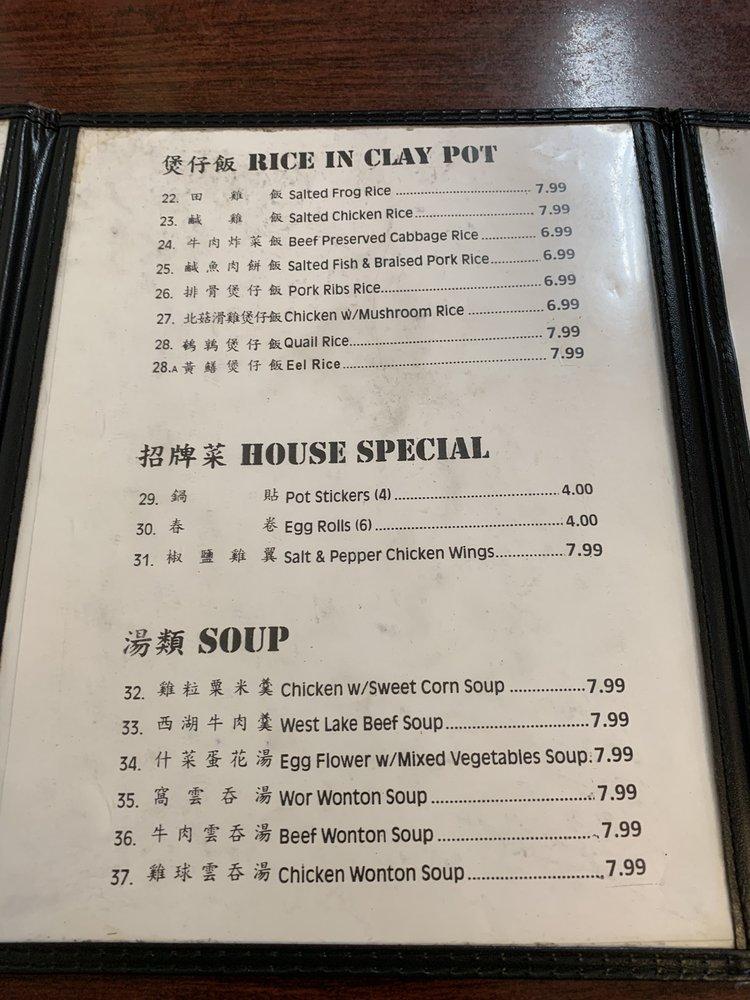 煲仔飯 RICE IN CLAY POT
22. 田雞飯 Salted Frog Rice 7.99
23. 鹹雞飯 Salted Chicken Rice 7.99
24. 牛肉炸菜飯 Beef Preserved Cabbage Rice 6.99
25. 鹹魚肉餅飯 Salted Fish & Braised Pork Rice 6.99
26. 排骨煲仔飯 Pork Ribs Rice 6.99
27. 北菇滑雞煲仔飯 Chicken w/Mushroom Rice 6.99
28. 鵪鶉煲仔飯 Quail Rice 7.99
28.A 黃鱔煲仔飯 Eel Rice 7.99
招牌菜 HOUSE SPECIAL
29. 鍋貼 Pot Stickers (4) 4.00
30. 春卷 Egg Rolls (6) 4.00
31. 椒鹽雞翼 Salt & Pepper Chicken Wings 7.99
湯類 SOUP
32. 雞粒粟米羹 Chicken w/Sweet Corn Soup 7.99
33. 西湖牛肉羹 West Lake Beef Soup 7.99
34. 什菜蛋花湯 Egg Flower w/Mixed Vegetables Soup 7.99
35. 窩雲吞湯 Wor Wonton Soup 7.99
36. 牛肉雲吞湯 Beef Wonton Soup 7.99
37. 雞球雲吞湯 Chicken Wonton Soup 7.99